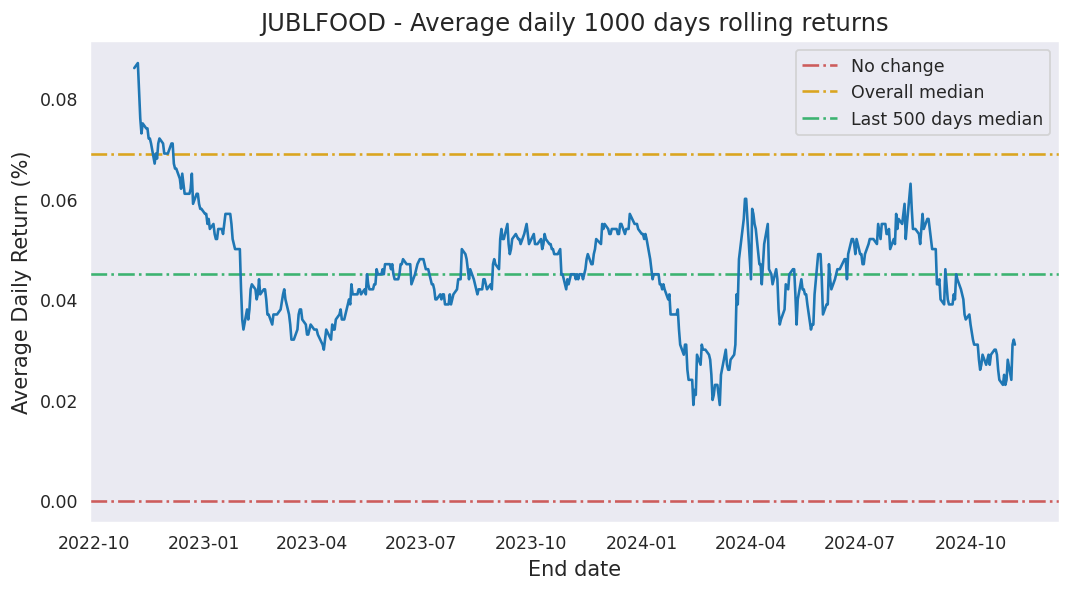 JUBLFOOD - Average daily 1000 days rolling returns
No change
Overall median
Last 500 days median
Average Daily Return (%)
0.08
0.06
0.04
0.02
0.00
2022-10 2023-01 2023-04 2023-07 2023-10 2024-01 2024-04 2024-07 2024-10
End date